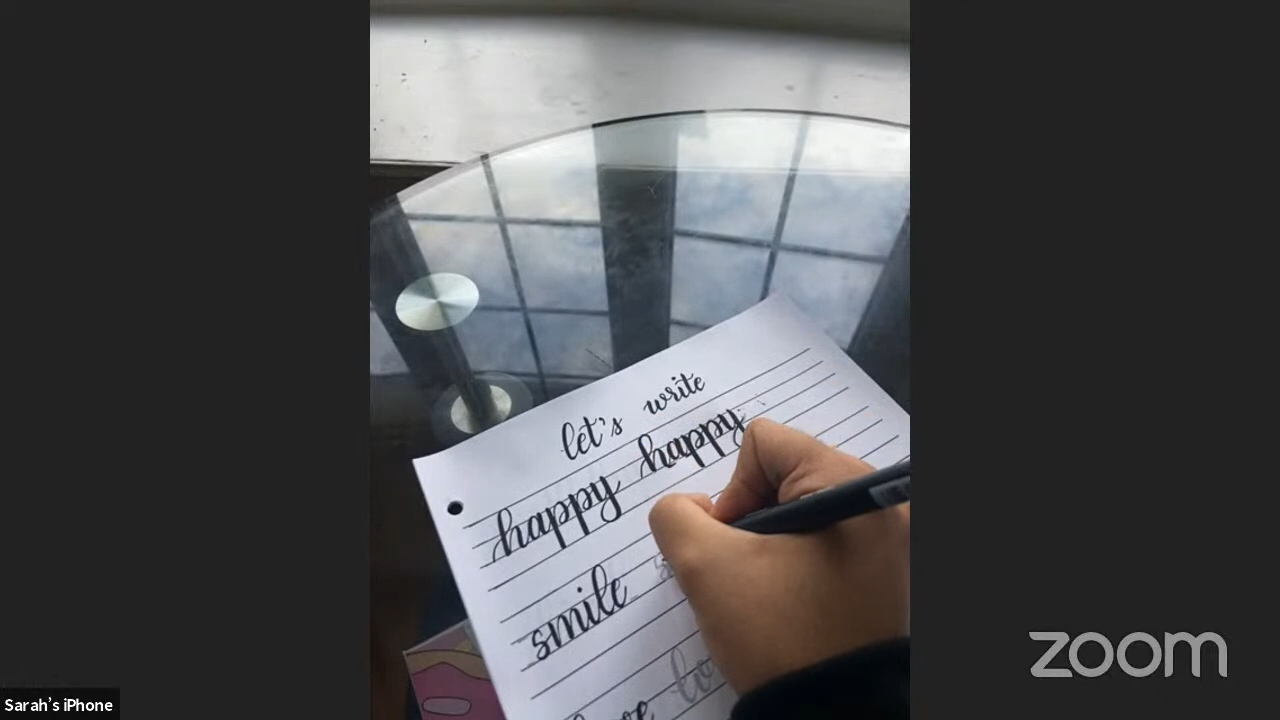 let's write
happy happy
smile
zoom
Sarah's iPhone